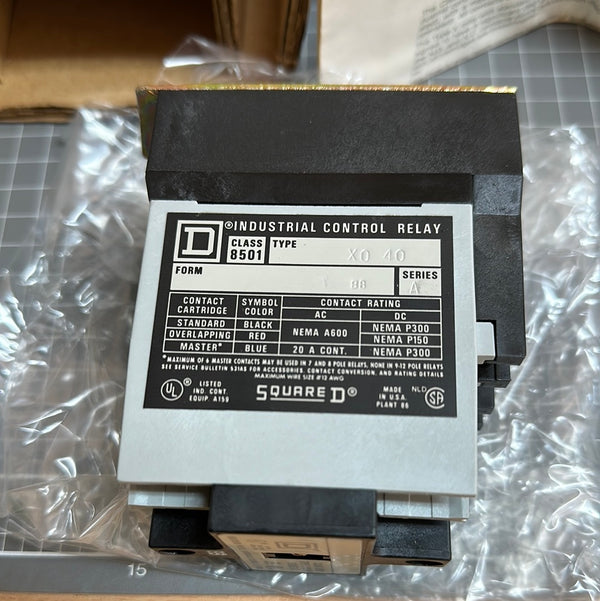 D ®INDUSTRIAL CONTROL RELAY
CLASS 8501 TYPE XO 40
FORM 88 SERIES A
CONTACT CARTRIDGE SYMBOL COLOR CONTACT RATING
AC DC
STANDARD BLACK NEMA A600 NEMA P300
OVERLAPPING RED NEMA P150
MASTER* BLUE 20 A CONT. NEMA P300
*MAXIMUM OF 6 MASTER CONTACTS MAY BE USED IN 7 AND 8 POLE RELAYS, NONE IN 9-12 POLE RELAYS
SEE SERVICE BULLETIN 531AS FOR ACCESSORIES, CONTACT CONVERSION, AND RATING DETAILS
MAXIMUM WIRE SIZE #12 AWG
UL ® LISTED IND. CONT. EQUIP. A159
SQUARE D®
MADE IN U.S.A. PLANT 86
NLD SA
15